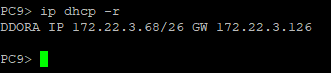 PC9> ip dhcp -r
DDORA IP 172.22.3.68/26 GW 172.22.3.126
PC9>